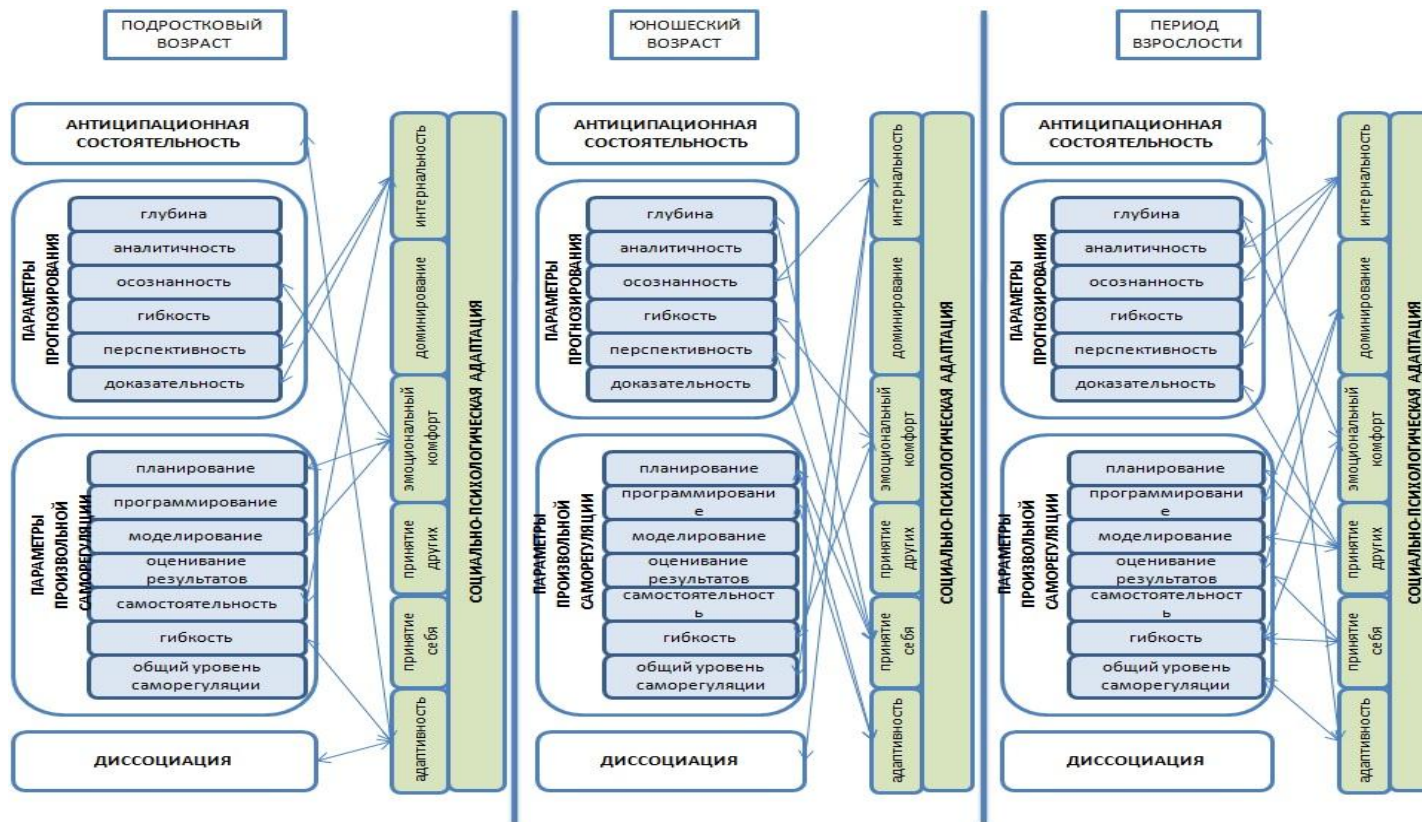 ПОДРОСТКОВЫЙ
ВОЗРАСТ
АНТИЦИПАЦИОННАЯ
СОСТОЯТЕЛЬНОСТЬ
ПАРАМЕТРЫ
ПРОГНОЗИРОВАНИЯ
глубина
аналитичность
осознанность
гибкость
перспективность
доказательность
ПАРАМЕТРЫ
ПРОИЗВОЛЬНОЙ
САМОРЕГУЛЯЦИИ
планирование
программирование
моделирование
оценивание
результатов
самостоятельность
гибкость
общий уровень
саморегуляции
ДИССОЦИАЦИЯ
интернальность
доминирование
эмоциональный
комфорт
принятие
других
принятие
себя
адаптивность
СОЦИАЛЬНО-ПСИХОЛОГИЧЕСКАЯ АДАПТАЦИЯ
ЮНОШЕСКИЙ
ВОЗРАСТ
АНТИЦИПАЦИОННАЯ
СОСТОЯТЕЛЬНОСТЬ
ПАРАМЕТРЫ
ПРОГНОЗИРОВАНИЯ
глубина
аналитичность
осознанность
гибкость
перспективность
доказательность
ПАРАМЕТРЫ
ПРОИЗВОЛЬНОЙ
САМОРЕГУЛЯЦИИ
планирование
программировани
е
моделирование
оценивание
результатов
самостоятельност
ь
гибкость
общий уровень
саморегуляции
ДИССОЦИАЦИЯ
интернальность
доминирование
эмоциональный
комфорт
принятие
других
принятие
себя
адаптивность
СОЦИАЛЬНО-ПСИХОЛОГИЧЕСКАЯ АДАПТАЦИЯ
ПЕРИОД
ВЗРОСЛОСТИ
АНТИЦИПАЦИОННАЯ
СОСТОЯТЕЛЬНОСТЬ
ПАРАМЕТРЫ
ПРОГНОЗИРОВАНИЯ
глубина
аналитичность
осознанность
гибкость
перспективность
доказательность
ПАРАМЕТРЫ
ПРОИЗВОЛЬНОЙ
САМОРЕГУЛЯЦИИ
планирование
программировани
е
моделирование
оценивание
результатов
самостоятельност
ь
гибкость
общий уровень
саморегуляции
ДИССОЦИАЦИЯ
интернальность
доминирование
эмоциональный
комфорт
принятие
других
принятие
себя
адаптивность
СОЦИАЛЬНО-ПСИХОЛОГИЧЕСКАЯ АДАПТАЦИЯ